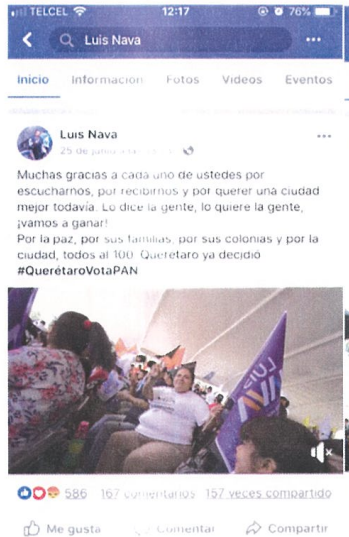 TELCEL 12:17 76%
Luis Nava
Inicio Información Fotos Videos Eventos
Luis Nava
25 de junio a
Muchas gracias a cada uno de ustedes por
escucharnos, por recibirnos y por querer una ciudad
mejor todavía. Lo dice la gente, lo quiere la gente,
¡vamos a ganar!
Por la paz, por sus familias, por sus colonias y por la
ciudad, todos al 100. Querétaro ya decidió
#QuerétaroVotaPAN
LUIS
586 167 comentarios 157 veces compartido
Me gusta Comentar Compartir